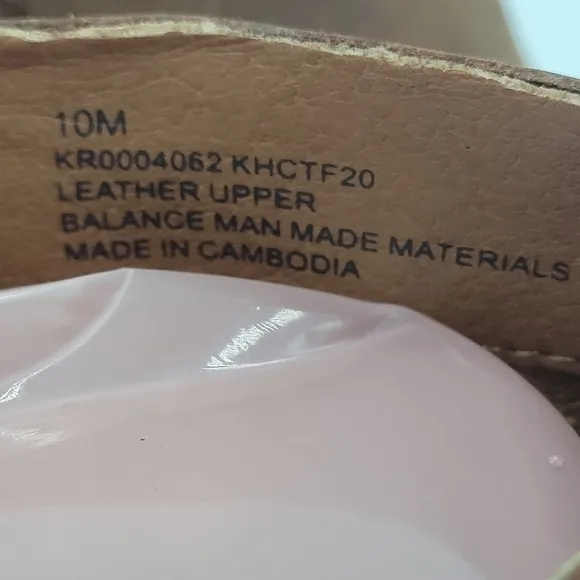 10M
KR0004062 KHCTF20
LEATHER UPPER
BALANCE MAN MADE MATERIALS
MADE IN CAMBODIA